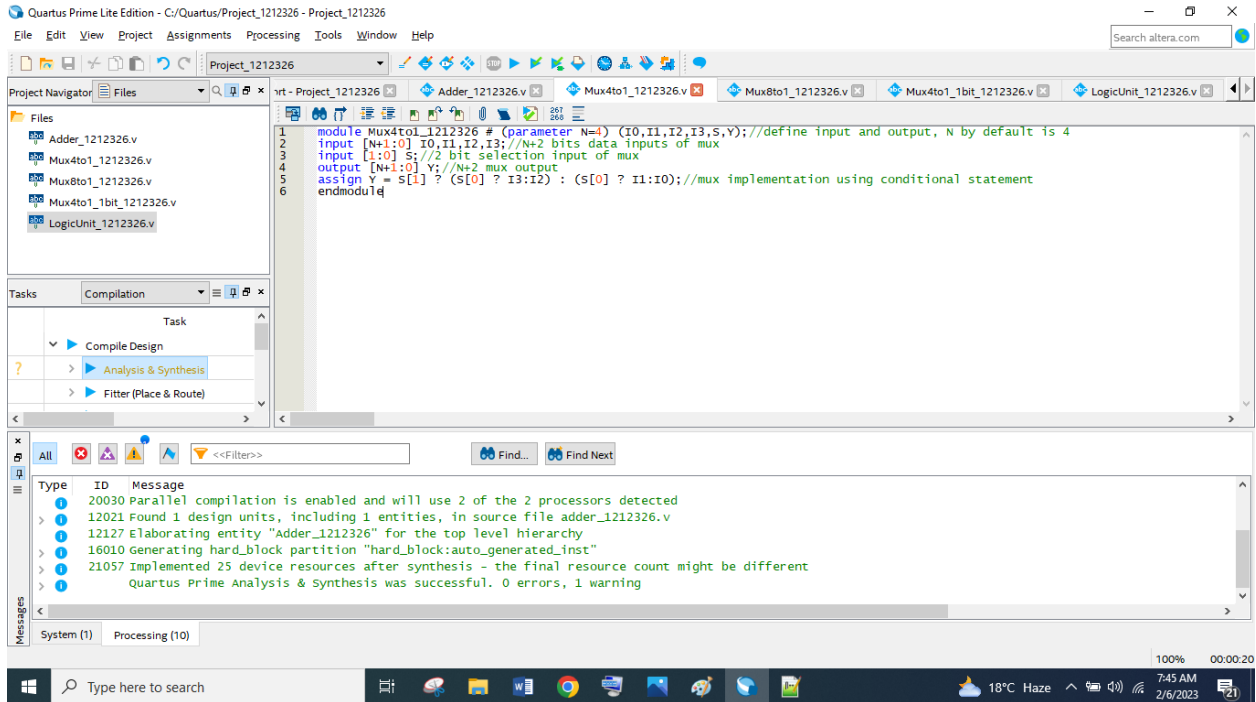 Quartus Prime Lite Edition - C:/Quartus/Project_1212326 - Project_1212326
File Edit View Project Assignments Processing Tools Window Help
Search altera.com
Project_1212326
Project Navigator Files
ort - Project_1212326 Adder_1212326.v Mux4to1_1212326.v Mux8to1_1212326.v Mux4to1_1bit_1212326.v LogicUnit_1212326.v
Files
Adder_1212326.v
Mux4to1_1212326.v
Mux8to1_1212326.v
Mux4to1_1bit_1212326.v
LogicUnit_1212326.v
267
268
1 module Mux4to1_1212326 # (parameter N=4) (I0,I1,I2,I3,S,Y);//define input and output, N by default is 4
2 input [N+1:0] I0,I1,I2,I3;//N+2 bits data inputs of mux
3 input [1:0] S;//2 bit selection input of mux
4 output [N+1:0] Y;//N+2 mux output
5 assign Y = S[1] ? (S[0] ? I3:I2) : (S[0] ? I1:I0);//mux implementation using conditional statement
6 endmodule
Tasks Compilation
Task
Compile Design
Analysis & Synthesis
Fitter (Place & Route)
All <<Filter>> Find... Find Next
Type ID Message
20030 Parallel compilation is enabled and will use 2 of the 2 processors detected
12021 Found 1 design units, including 1 entities, in source file adder_1212326.v
12127 Elaborating entity "Adder_1212326" for the top level hierarchy
16010 Generating hard_block partition "hard_block:auto_generated_inst"
21057 Implemented 25 device resources after synthesis - the final resource count might be different
Quartus Prime Analysis & Synthesis was successful. 0 errors, 1 warning
Messages
System (1) Processing (10)
100% 00:00:20
Type here to search
18°C Haze
7:45 AM
2/6/2023
21